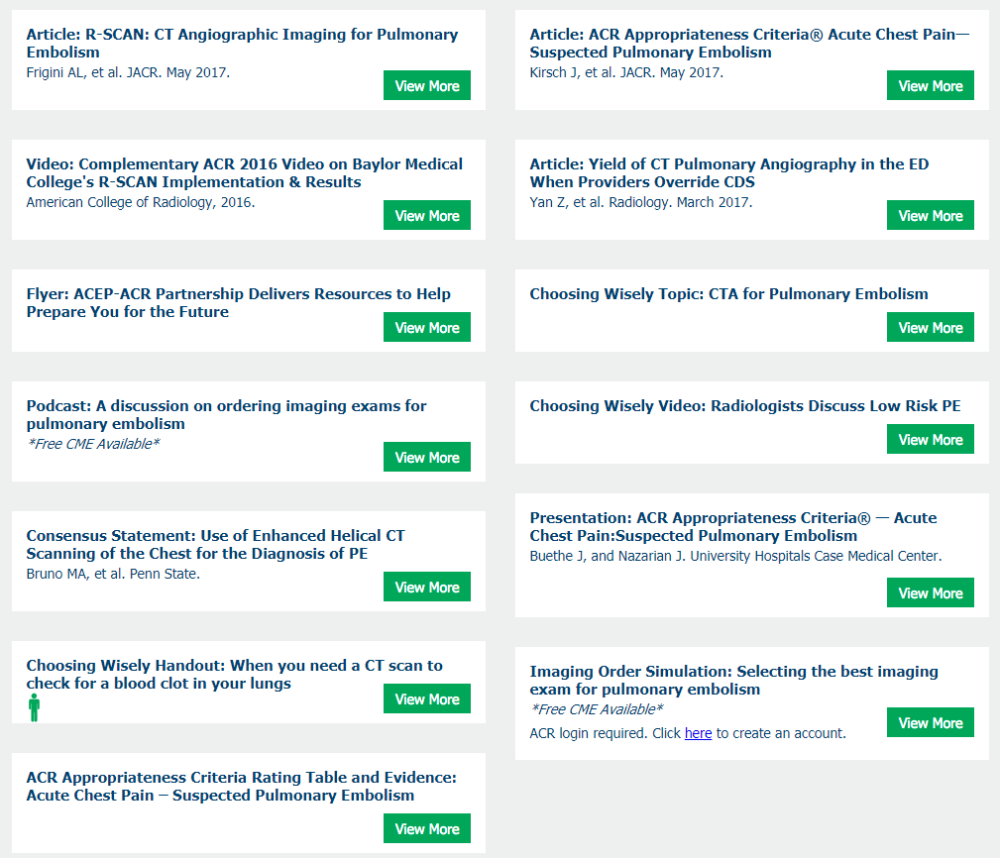 Article: R-SCAN: CT Angiographic Imaging for Pulmonary
Embolism
Frigini AL, et al. JACR. May 2017.
View More
Video: Complementary ACR 2016 Video on Baylor Medical
College's R-SCAN Implementation & Results
American College of Radiology, 2016.
View More
Flyer: ACEP-ACR Partnership Delivers Resources to Help
Prepare You for the Future
View More
Podcast: A discussion on ordering imaging exams for
pulmonary embolism
*Free CME Available*
View More
Consensus Statement: Use of Enhanced Helical CT
Scanning of the Chest for the Diagnosis of PE
Bruno MA, et al. Penn State.
View More
Choosing Wisely Handout: When you need a CT scan to
check for a blood clot in your lungs
View More
ACR Appropriateness Criteria Rating Table and Evidence:
Acute Chest Pain – Suspected Pulmonary Embolism
View More
Article: ACR Appropriateness Criteria® Acute Chest Pain—
Suspected Pulmonary Embolism
Kirsch J, et al. JACR. May 2017.
View More
Article: Yield of CT Pulmonary Angiography in the ED
When Providers Override CDS
Yan Z, et al. Radiology. March 2017.
View More
Choosing Wisely Topic: CTA for Pulmonary Embolism
View More
Choosing Wisely Video: Radiologists Discuss Low Risk PE
View More
Presentation: ACR Appropriateness Criteria® — Acute
Chest Pain:Suspected Pulmonary Embolism
Buethe J, and Nazarian J. University Hospitals Case Medical Center.
View More
Imaging Order Simulation: Selecting the best imaging
exam for pulmonary embolism
*Free CME Available*
ACR login required. Click here to create an account.
View More